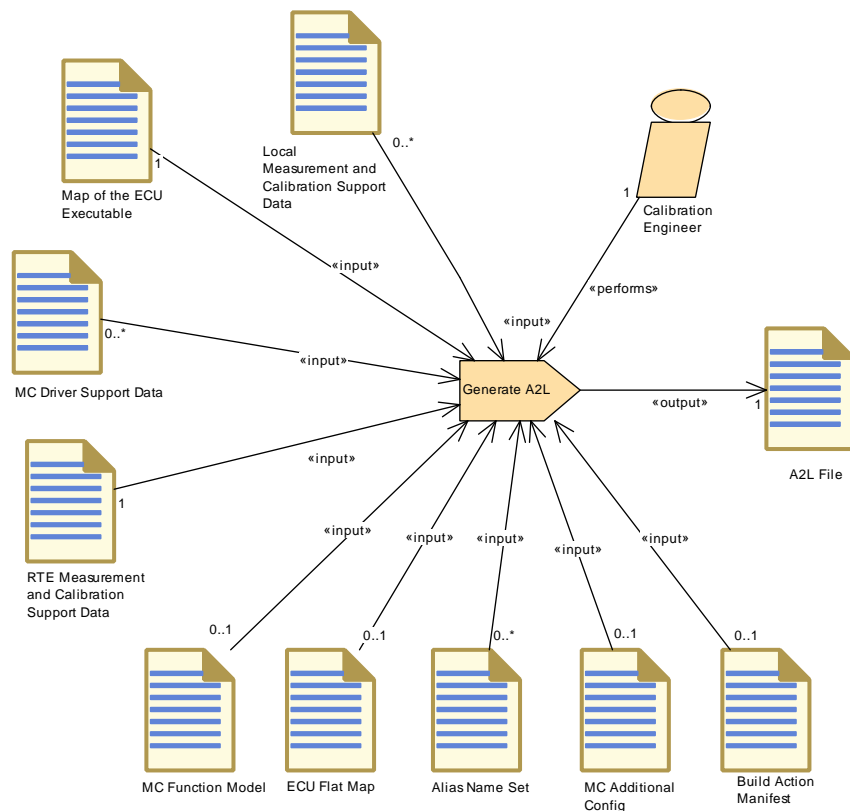 0..*
Local
Measurement and
Calibration Support
Data
1
Map of the ECU
Executable
1
Calibration
Engineer
«input»
«performs»
0..*
«input»
«input»
MC Driver Support Data
Generate A2L
«output»
1
A2L File
«input»
1
RTE Measurement
and Calibration
Support Data
«input»
«input»
«input»
«input»
«input»
0..1
0..1
0..*
0..1
0..1
MC Function Model
ECU Flat Map
Alias Name Set
MC Additional
Config
Build Action
Manifest